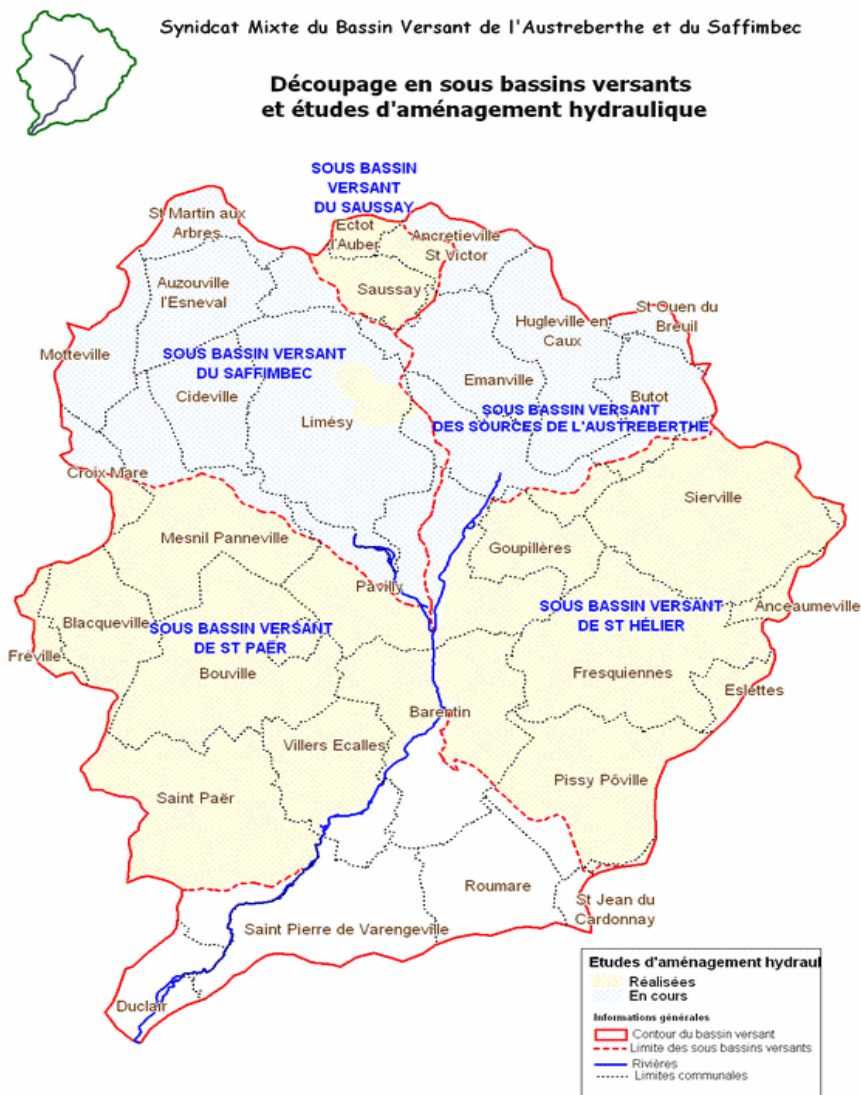 Synidcat Mixte du Bassin Versant de l'Austreberthe et du Saffimbec
Découpage en sous bassins versants
et études d'aménagement hydraulique
SOUS BASSIN
VERSANT
DU SAUSSAY
St Martin aux
Arbres
Ectot
l'Auber
Ancretieville
St Victor
Auzouville
l'Esneval
Saussay
Hugleville en
Caux
St Ouen du
Breuil
Motteville
SOUS BASSIN VERSANT
DU SAFFIMBEC
Cideville
Limésy
Emanville
Butot
SOUS BASSIN VERSANT
DES SOURCES DE L'AUSTREBERTHE
Croix Mare
Sierville
Mesnil Panneville
Goupillères
Pavilly
Blacqueville
SOUS BASSIN VERSANT
DE ST PAËR
SOUS BASSIN VERSANT
DE ST HÉLIER
Anceaumeville
Fréville
Bouville
Fresquiennes
Eslettes
Barentin
Villers Ecalles
Saint Paër
Pissy Pôville
Roumare
St Jean du
Cardonnay
Saint Pierre de Varengeville
Duclair
Etudes d'aménagement hydraul
Réalisées
En cours
Informations générales
Contour du bassin versant
Limite des sous bassins versants
Rivières
Limites communales